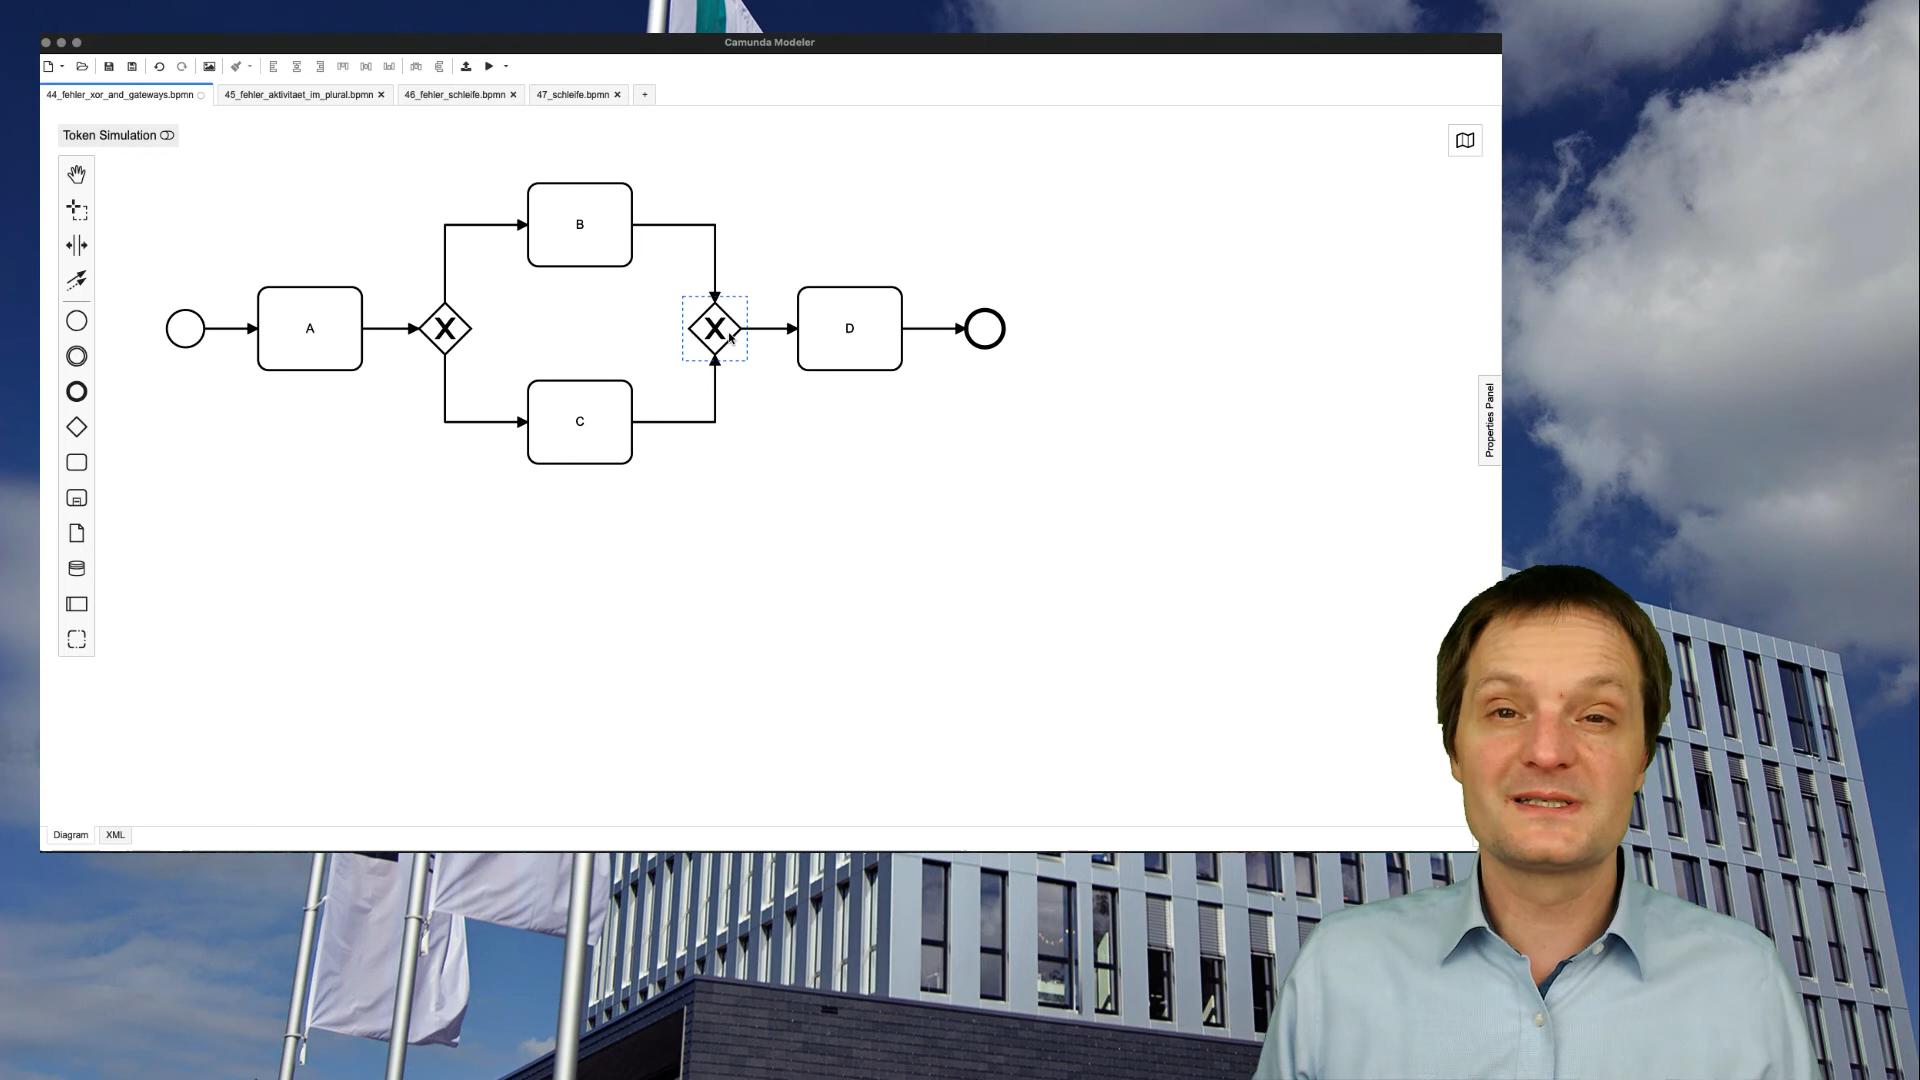 Camunda Modeler
44_fehler_xor_and_gateways.bpmn
45_fehler_aktivitaet_im_plural.bpmn
46_fehler_schleife.bpmn
47_schleife.bpmn
Token Simulation
B
A
X
X
D
C
Properties Panel
Diagram
XML